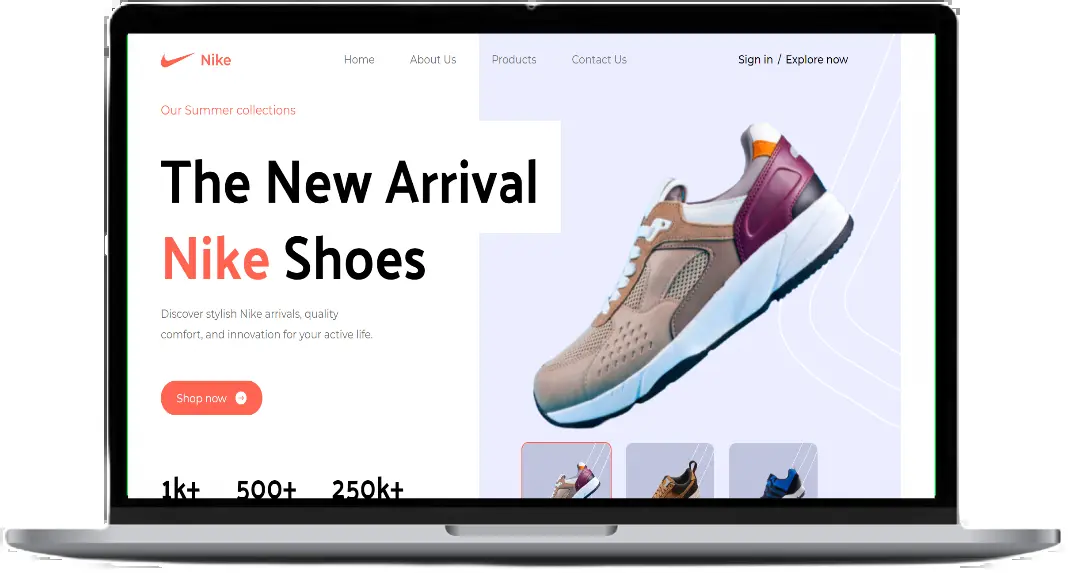 Nike
Home About Us Products Contact Us
Sign in / Explore now
Our Summer collections
The New Arrival
Nike Shoes
Discover stylish Nike arrivals, quality
comfort, and innovation for your active life.
Shop now
1k+ 500+ 250k+